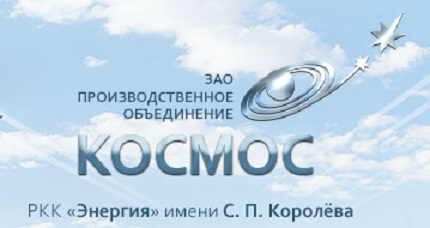 ЗАО
ПРОИЗВОДСТВЕННОЕ
ОБЪЕДИНЕНИЕ
КОСМОС
РКК «Энергия» имени С. П. Королёва